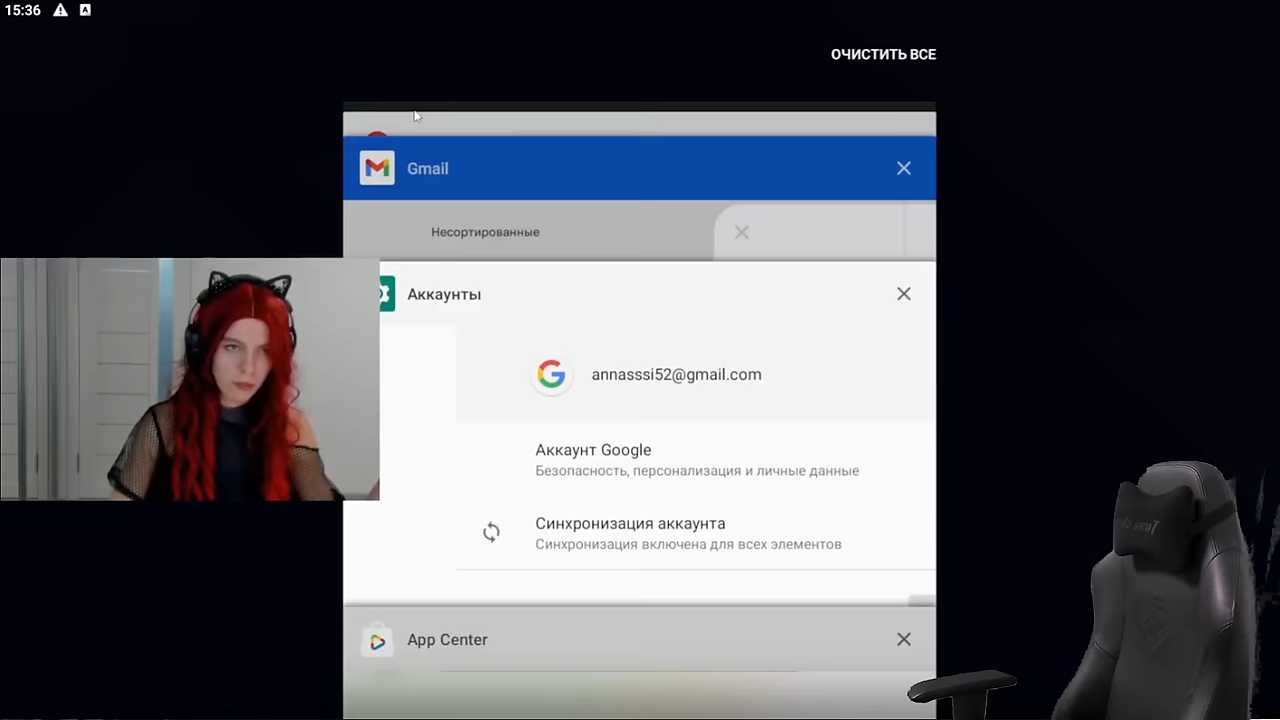 15:36
ОЧИСТИТЬ ВСЕ
Gmail
Несортированные
Аккаунты
annasssi52@gmail.com
Аккаунт Google
Безопасность, персонализация и личные данные
Синхронизация аккаунта
Синхронизация включена для всех элементов
App Center